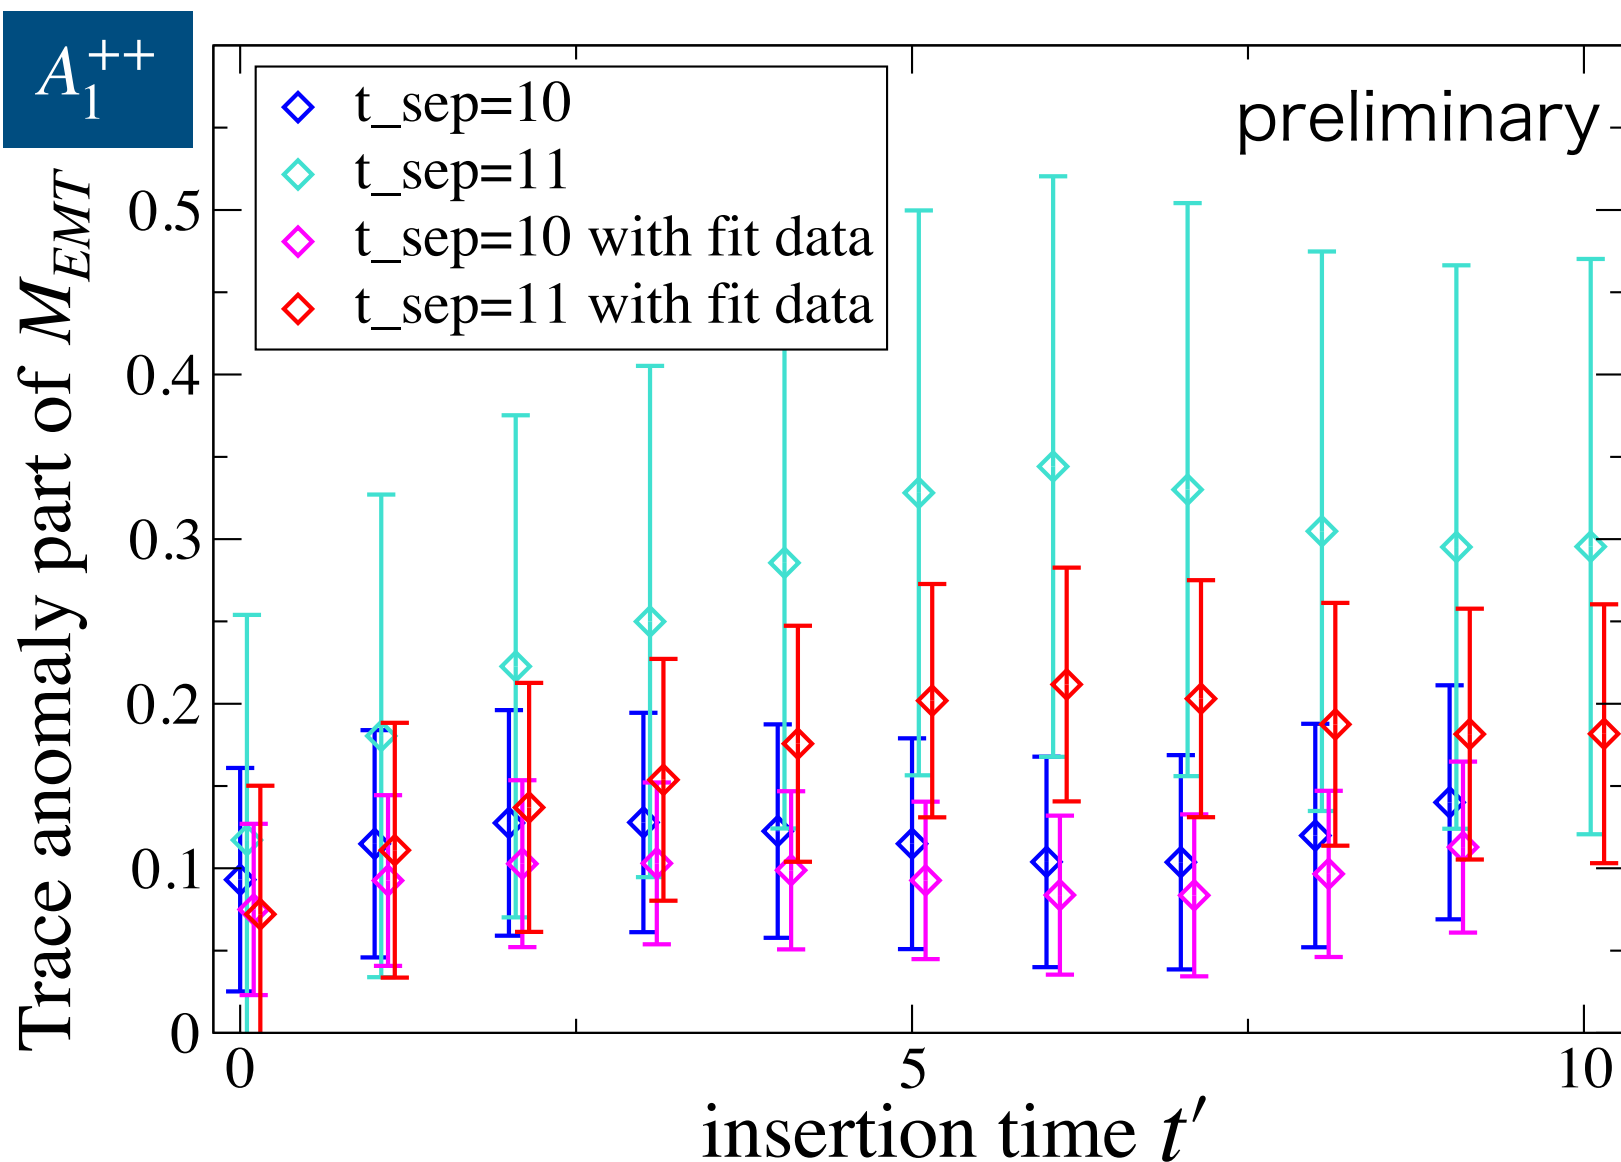 A₁⁺⁺
t_sep=10
t_sep=11
t_sep=10 with fit data
t_sep=11 with fit data
preliminary
Trace anomaly part of M_EMT
0.5
0.4
0.3
0.2
0.1
0
0 5 10
insertion time t′